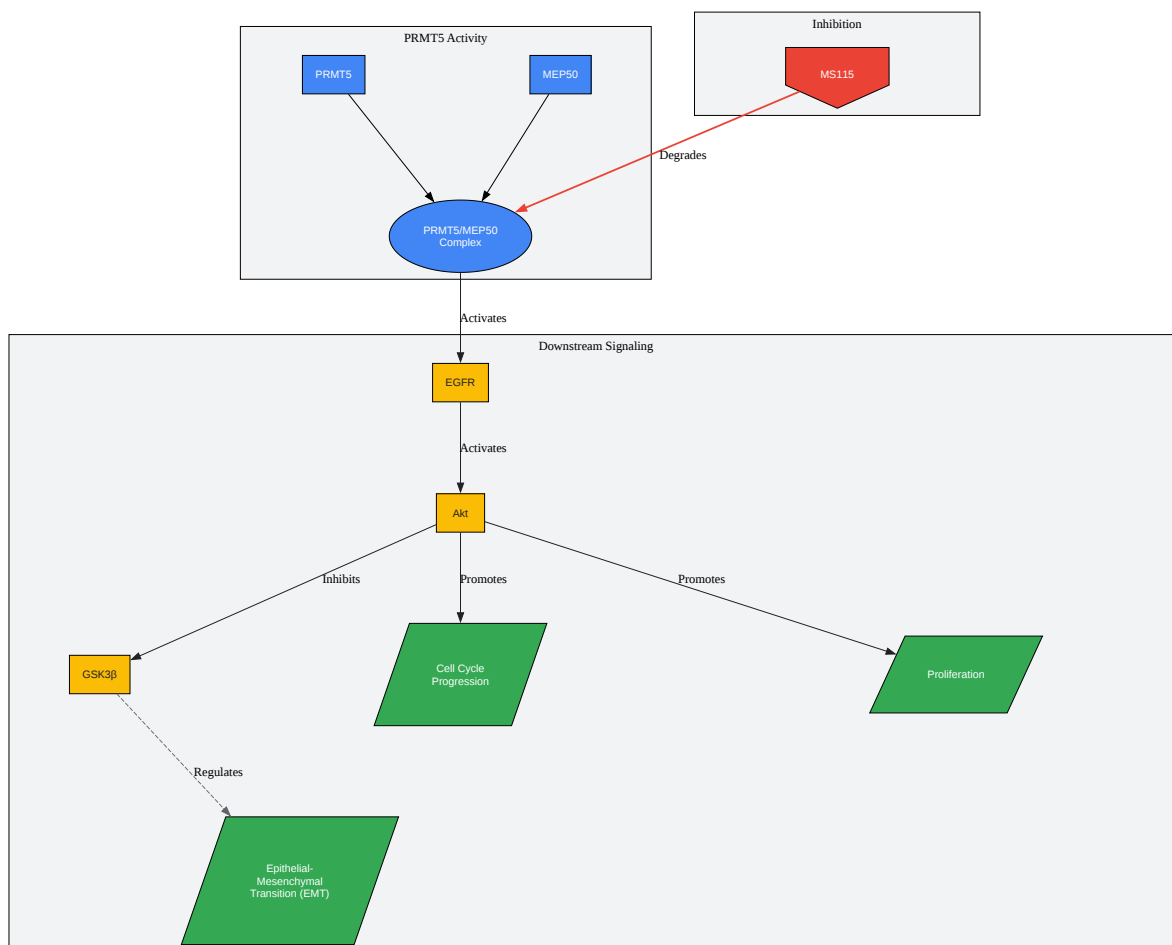 PRMT5 Activity
Inhibition
PRMT5
MEP50
MS115
Degrades
PRMT5/MEP50
Complex
Activates
Downstream Signaling
EGFR
Activates
Akt
Inhibits
Promotes
Promotes
GSK3β
Cell Cycle
Progression
Proliferation
Regulates
Epithelial-
Mesenchymal
Transition (EMT)